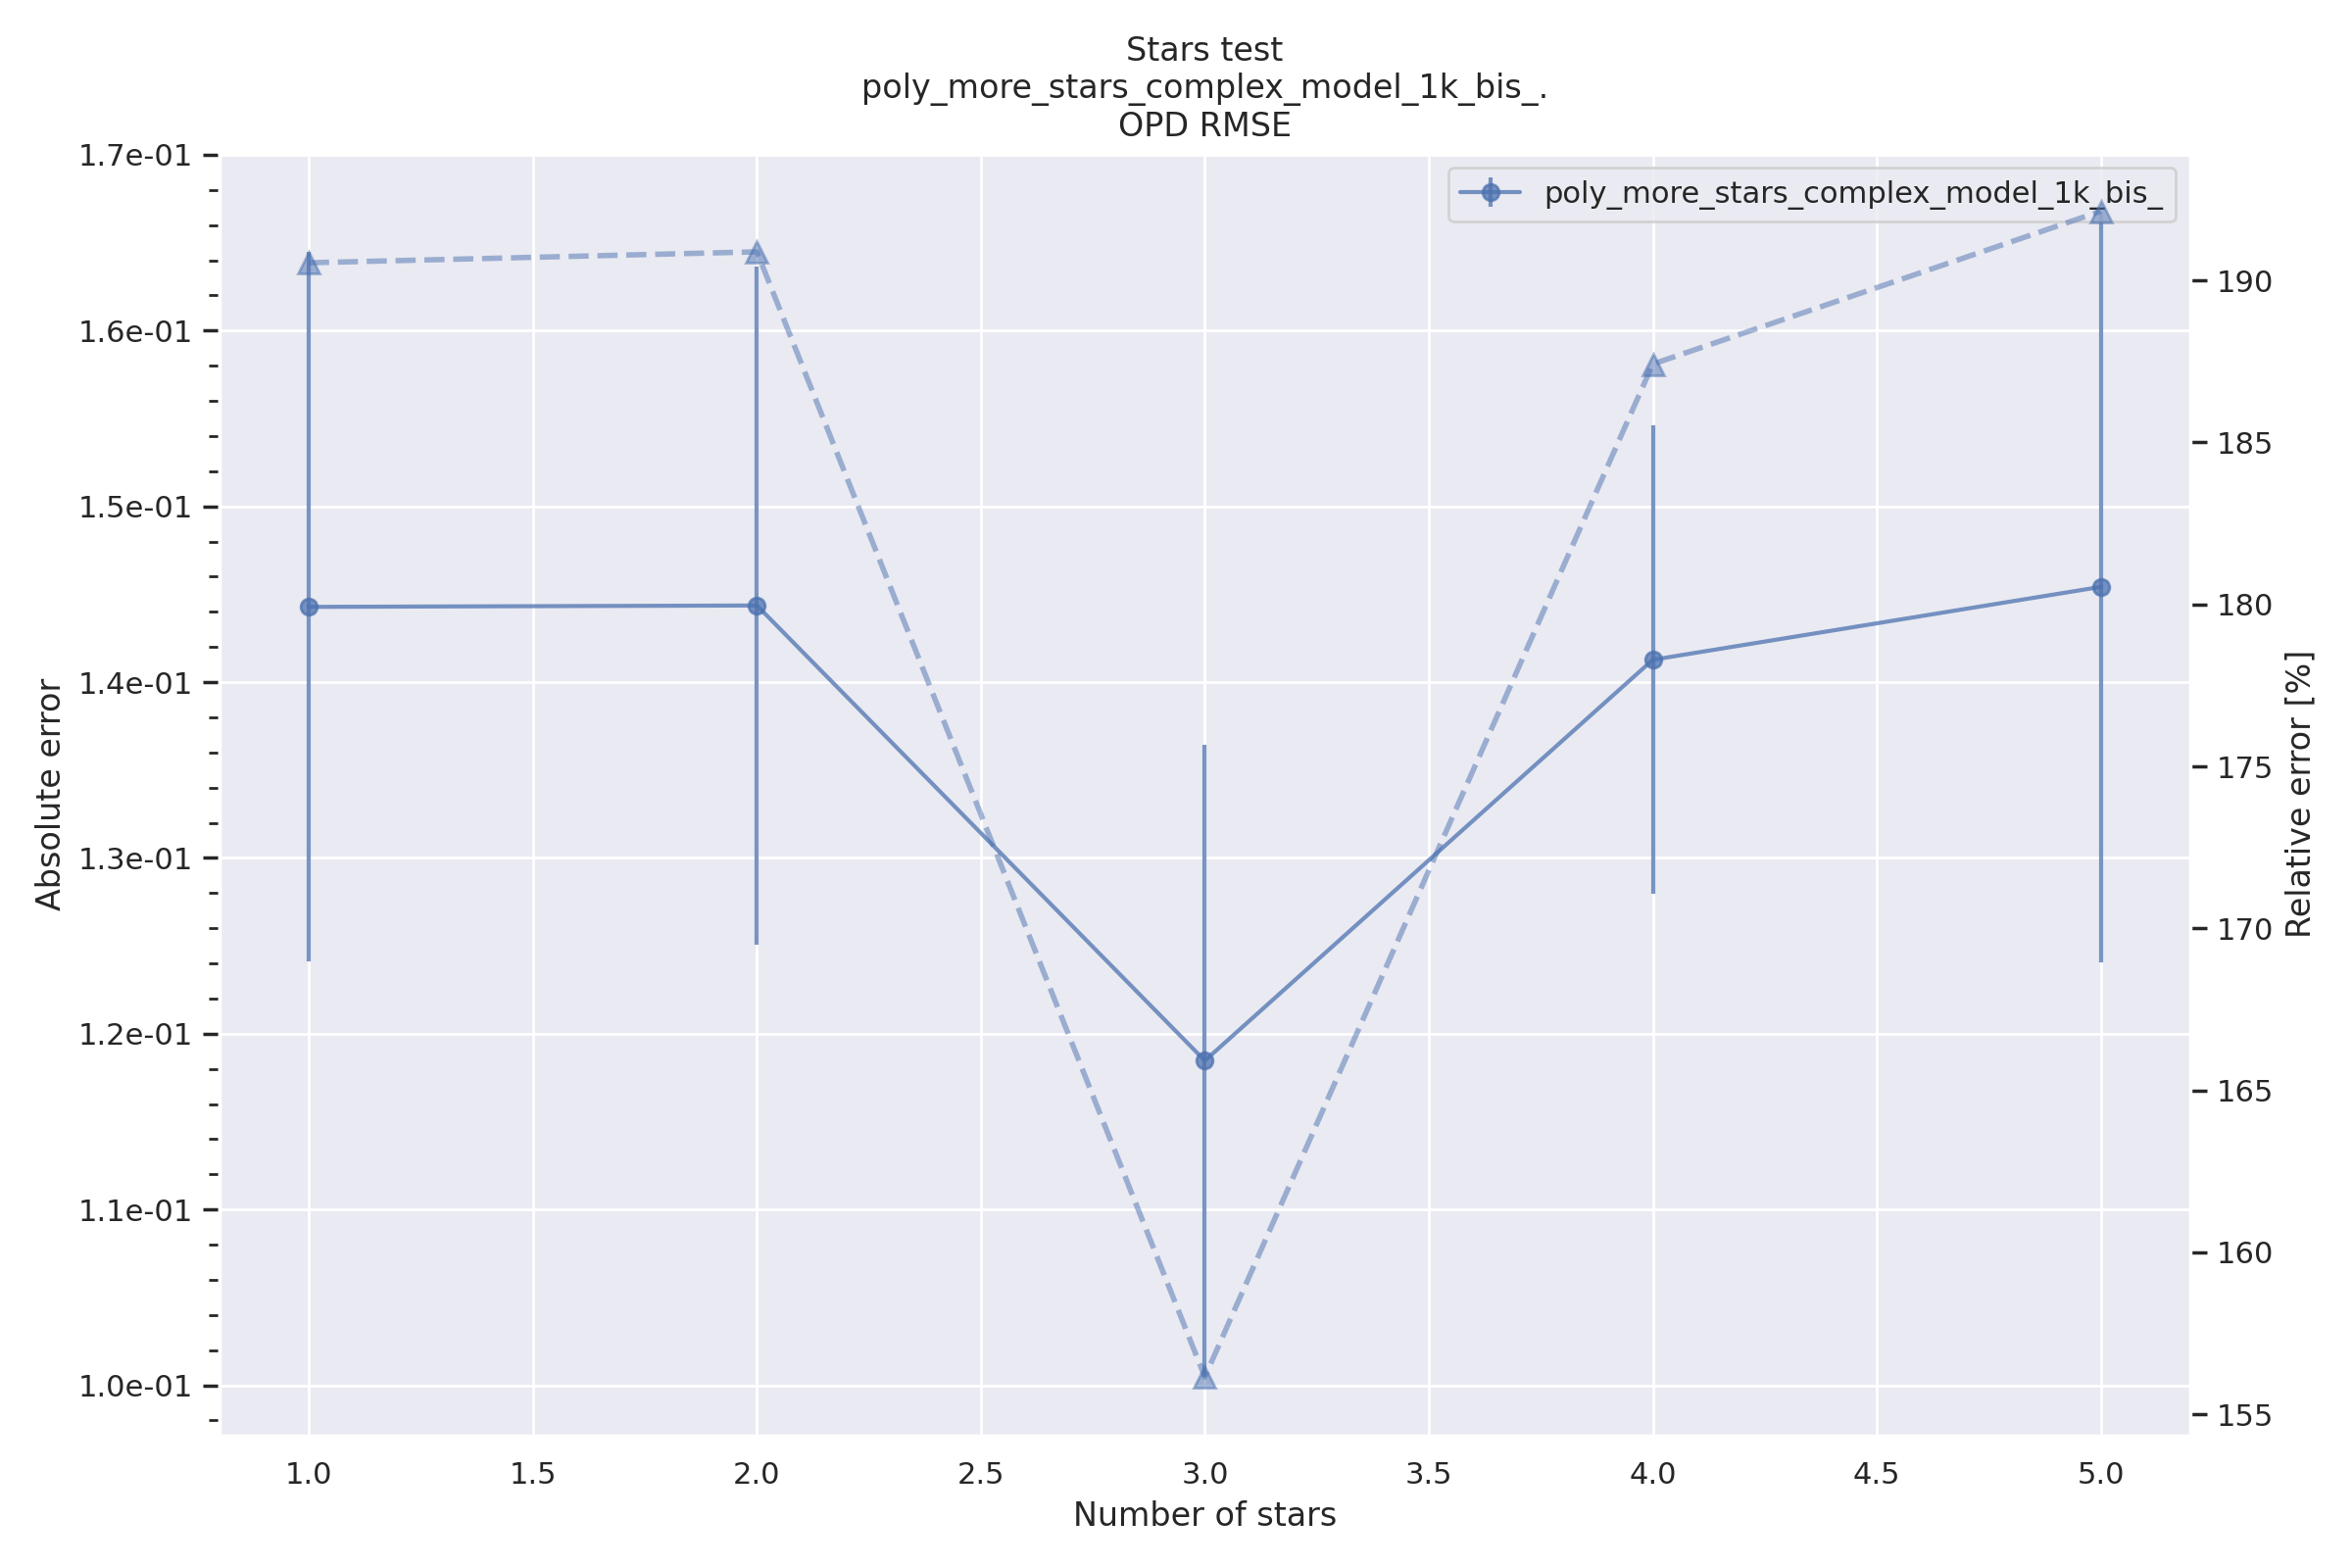 Stars test
poly_more_stars_complex_model_1k_bis_.
OPD RMSE
poly_more_stars_complex_model_1k_bis_
1.7e-01
1.6e-01
1.5e-01
1.4e-01
1.3e-01
1.2e-01
1.1e-01
1.0e-01
Absolute error
190
185
180
175
170
165
160
155
Relative error [%]
1.0 1.5 2.0 2.5 3.0 3.5 4.0 4.5 5.0
Number of stars